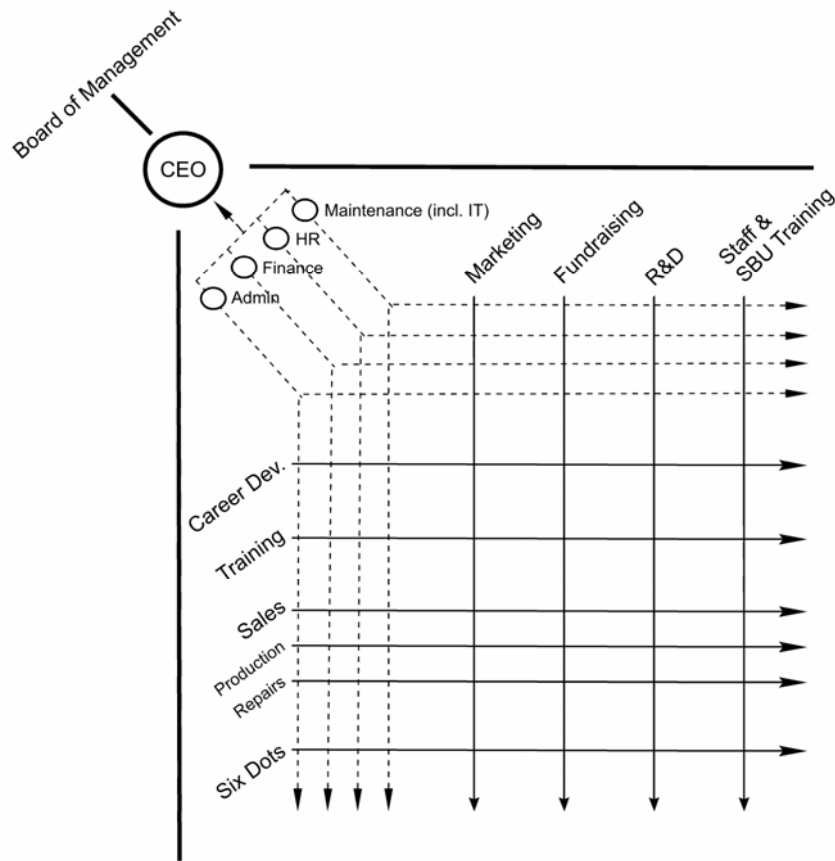 Board of Management
CEO
Maintenance (incl. IT)
HR
Finance
Admin
Marketing
Fundraising
R&D
Staff &
SBU Training
Career Dev.
Training
Sales
Production
Repairs
Six Dots